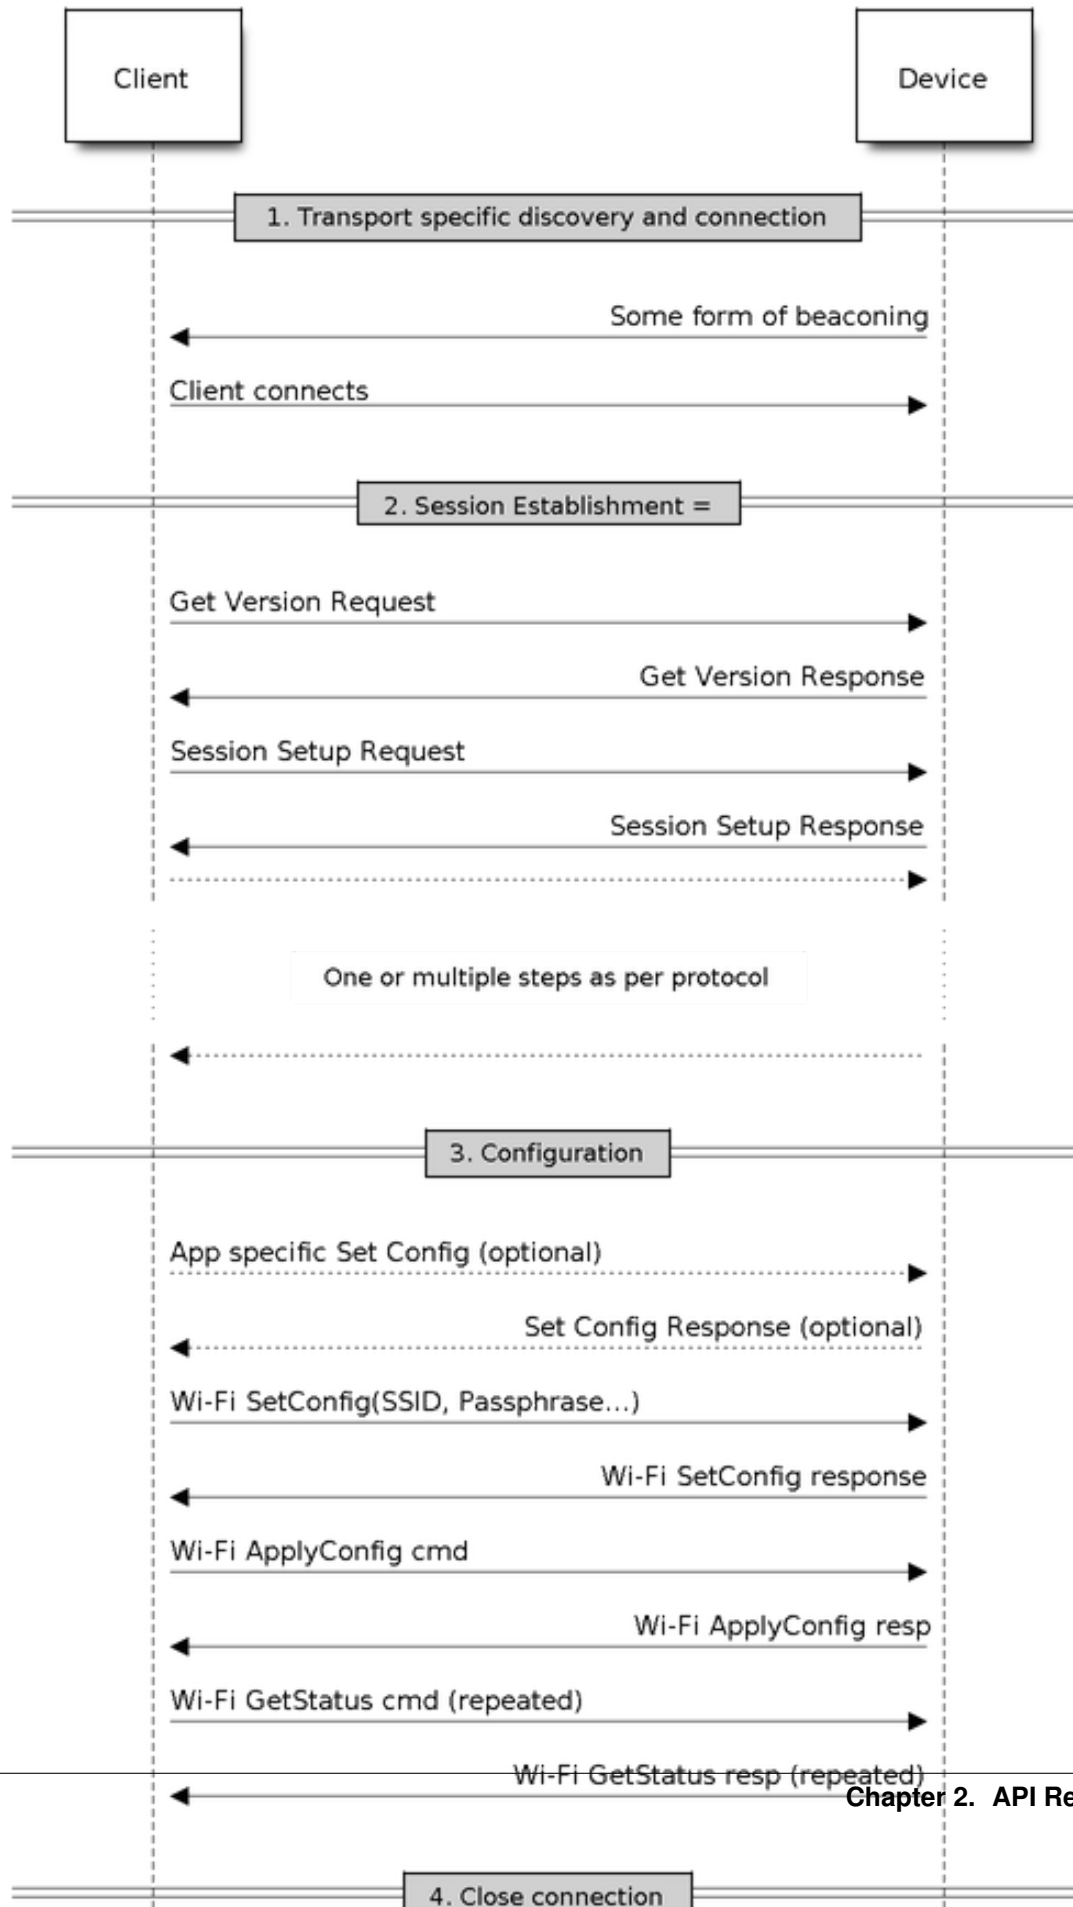 Client
Device
1. Transport specific discovery and connection
Some form of beaconing
Client connects
2. Session Establishment =
Get Version Request
Get Version Response
Session Setup Request
Session Setup Response
One or multiple steps as per protocol
3. Configuration
App specific Set Config (optional)
Set Config Response (optional)
Wi-Fi SetConfig(SSID, Passphrase...)
Wi-Fi SetConfig response
Wi-Fi ApplyConfig cmd
Wi-Fi ApplyConfig resp
Wi-Fi GetStatus cmd (repeated)
Wi-Fi GetStatus resp (repeated)
Chapter 2. API Re
4. Close connection